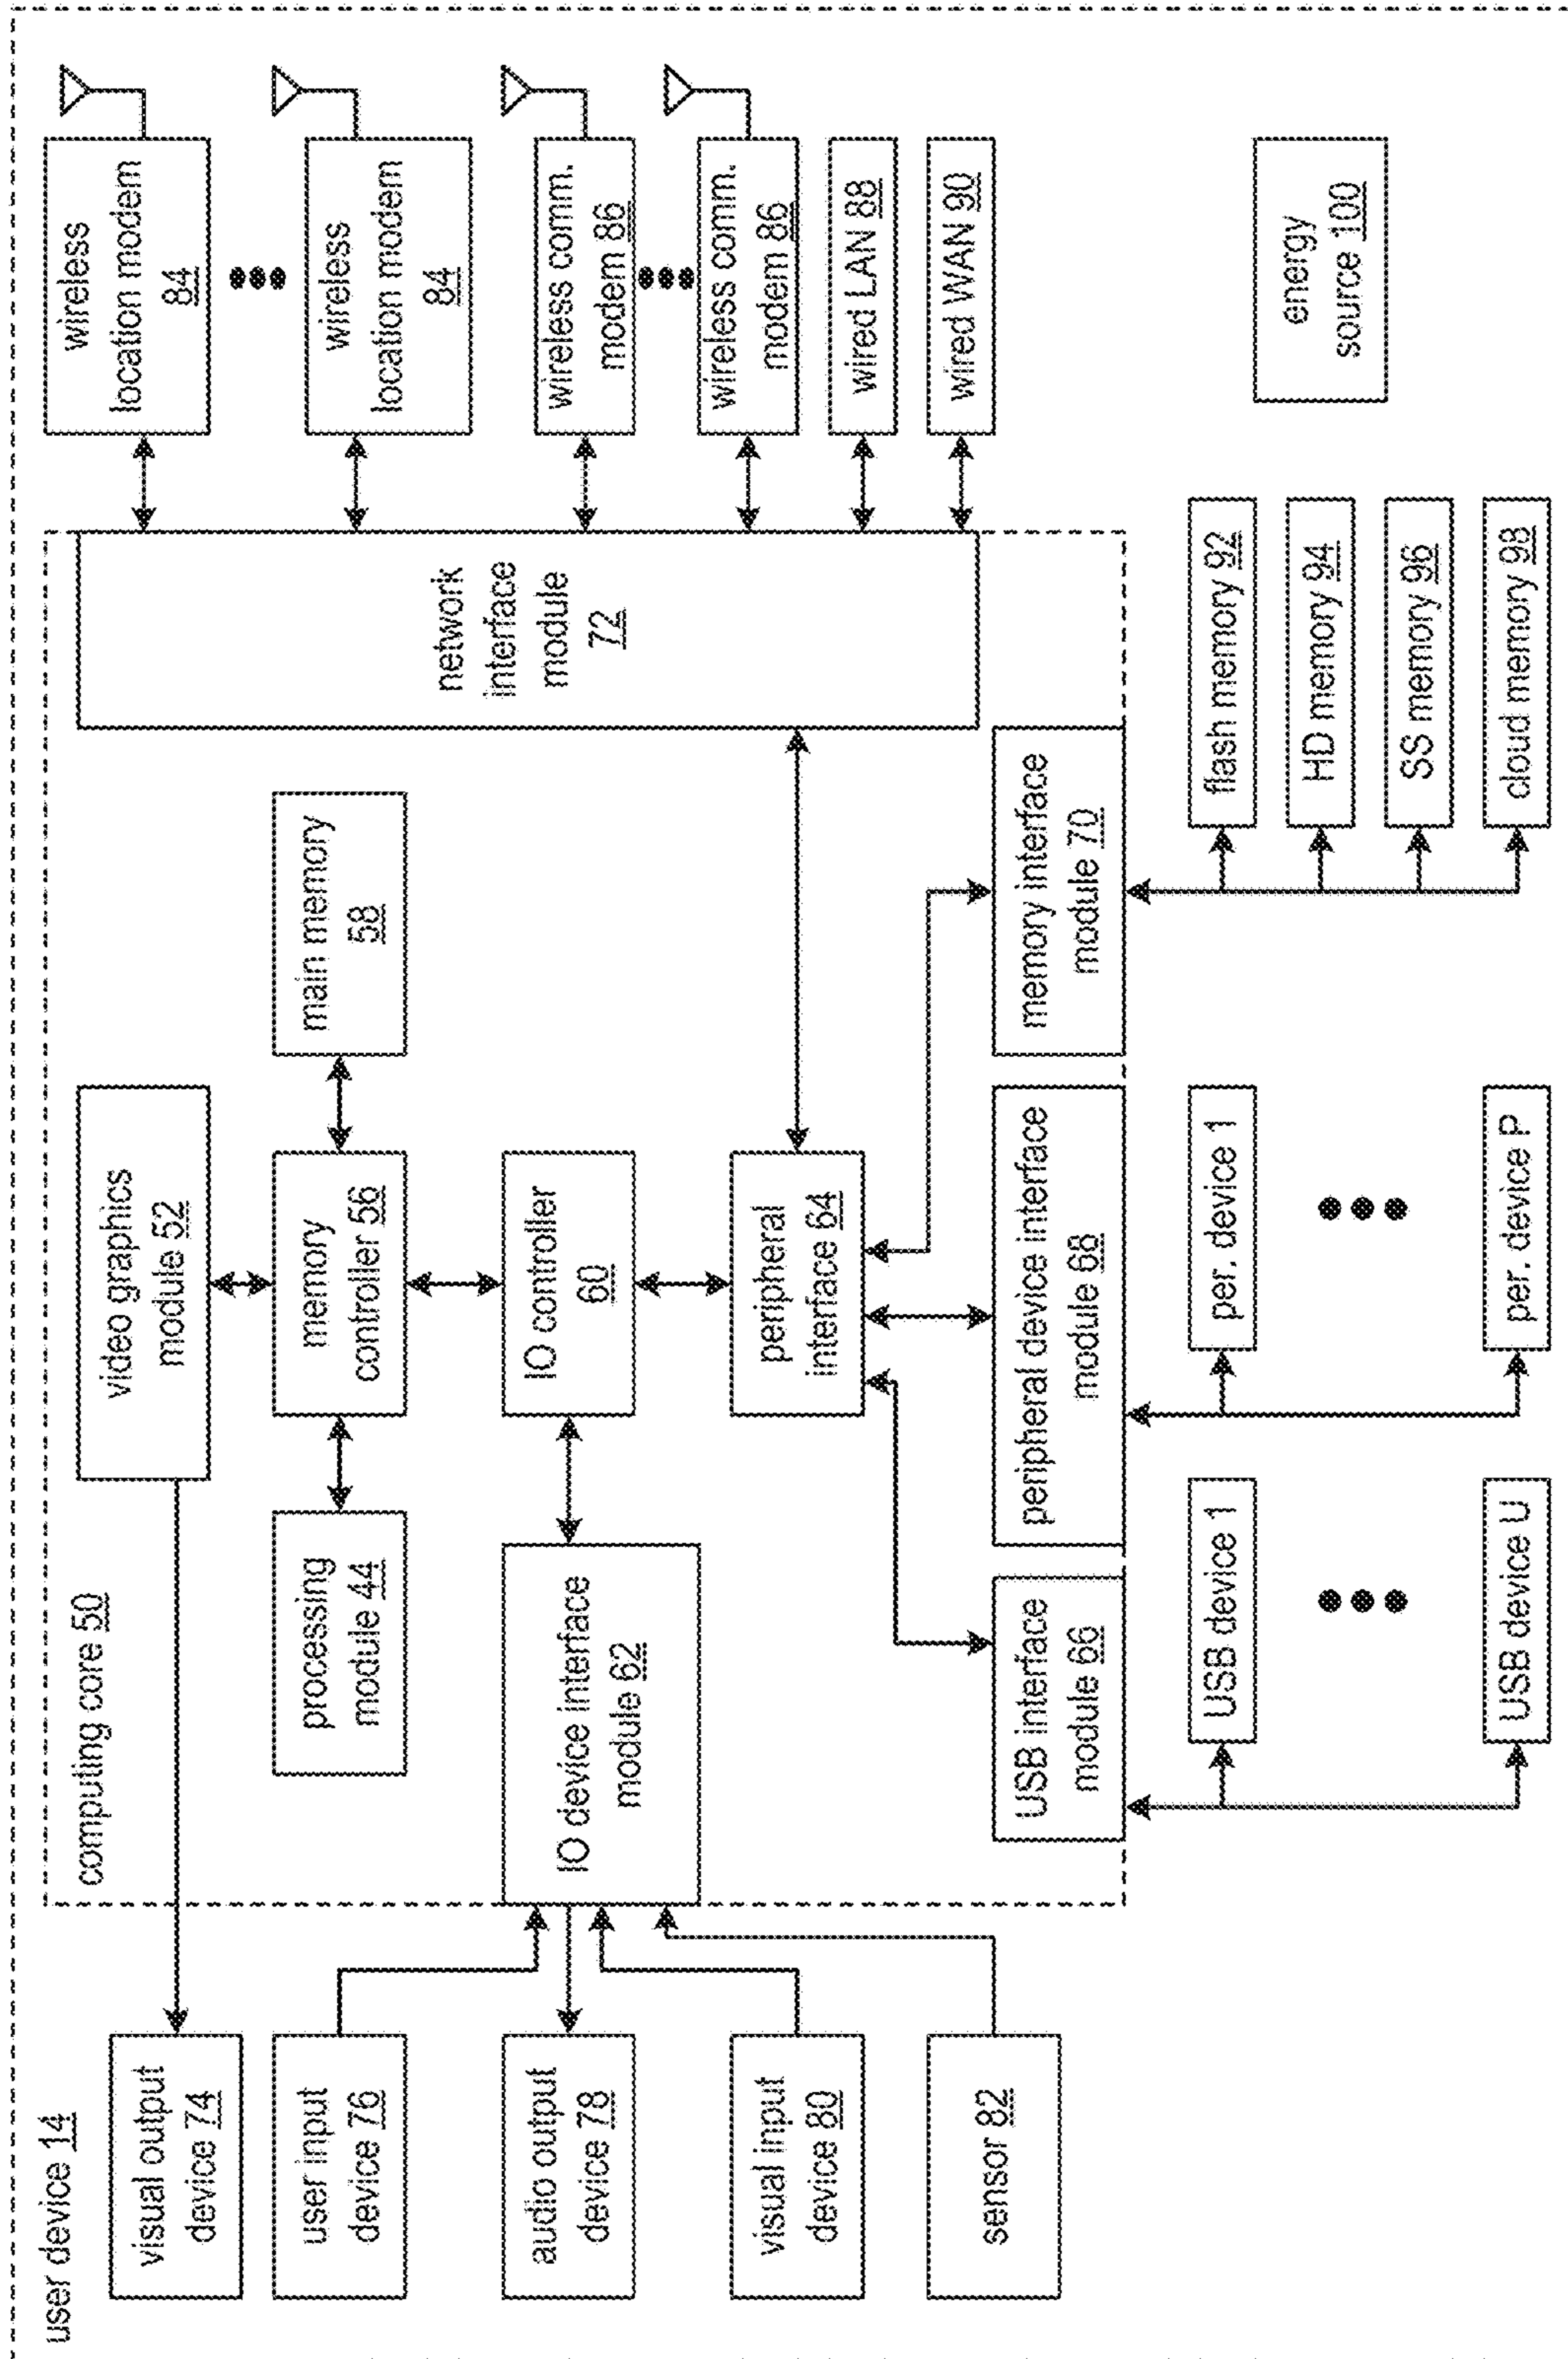 user device 14
computing core 50
visual output
device 74
user input
device 76
audio output
device 78
visual input
device 80
sensor 82
video graphics
module 52
processing
module 44
memory
controller 56
main memory
58
IO device interface
module 62
IO controller
60
peripheral
interface 64
network
interface
module
72
USB interface
module 66
peripheral device interface
module 68
memory interface
module 70
wireless
location modem
84
wireless
location modem
84
wireless comm.
modem 86
wireless comm.
modem 86
wired LAN 88
wired WAN 90
USB device 1
USB device U
per. device 1
per. device P
flash memory 92
HD memory 94
SS memory 96
cloud memory 98
energy
source 100